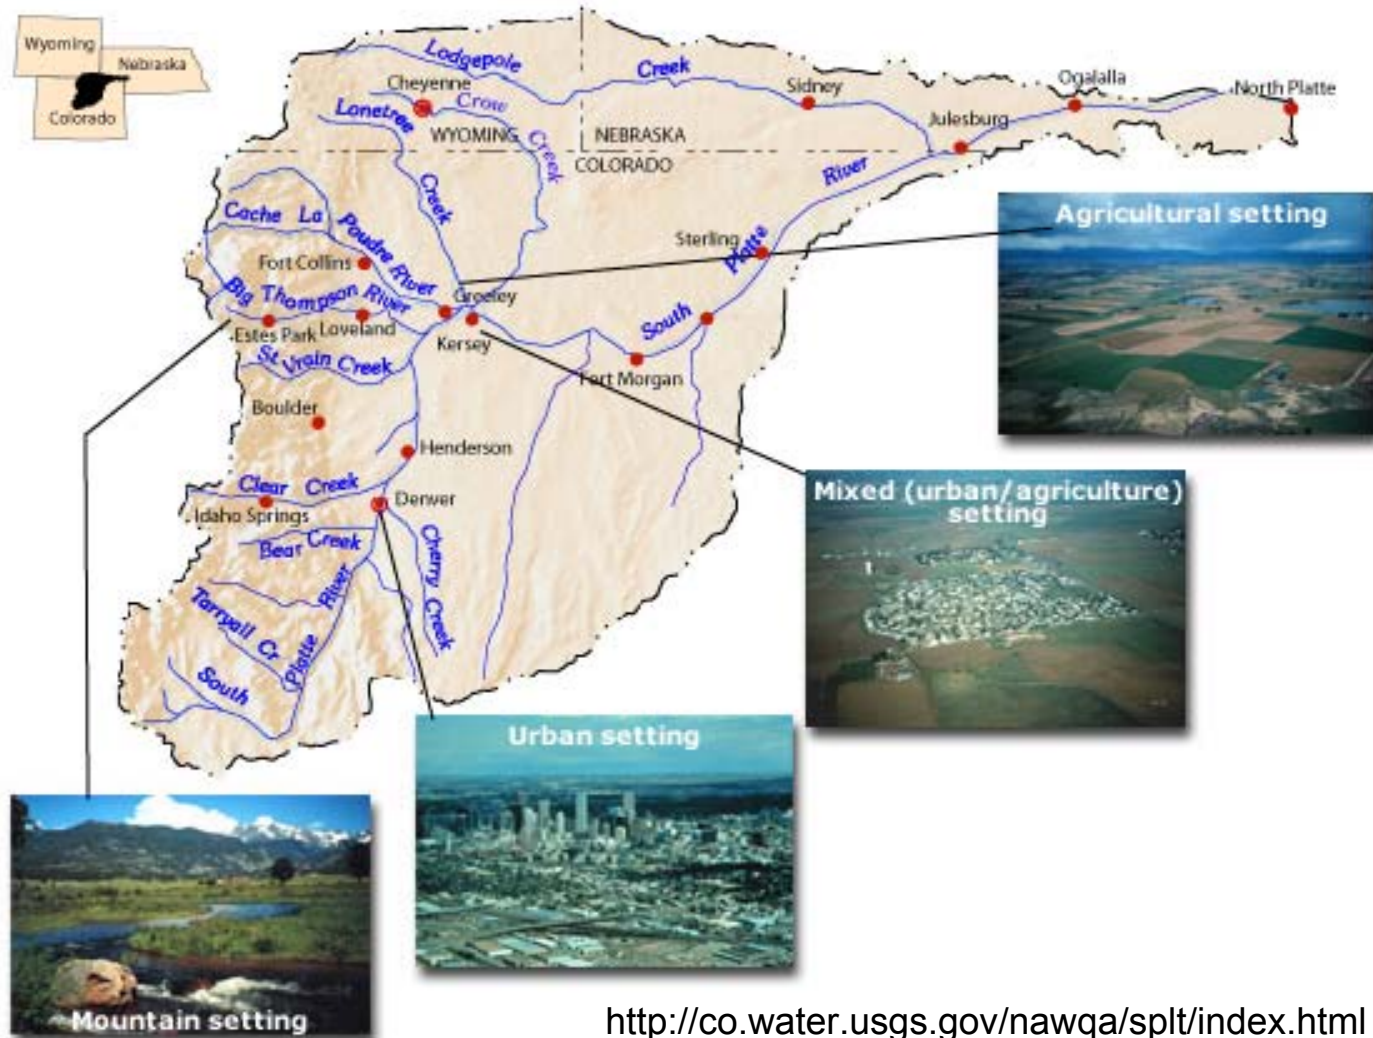 Wyoming
Nebraska
Colorado
Lodgepole Creek
Cheyenne
Crow Creek
Lonetree Creek
WYOMING
NEBRASKA
COLORADO
Sidney
Ogalalla
North Platte
Julesburg
South Platte River
Sterling
Cache La Poudre River
Fort Collins
Greeley
Big Thompson River
Estes Park
Loveland
Kersey
St Vrain Creek
Fort Morgan
Boulder
Henderson
Clear Creek
Idaho Springs
Denver
Bear Creek
Cherry Creek
Tarryall Cr
South Platte River
Agricultural setting
Mixed (urban/agriculture)
setting
Urban setting
Mountain setting
http://co.water.usgs.gov/nawqa/splt/index.html